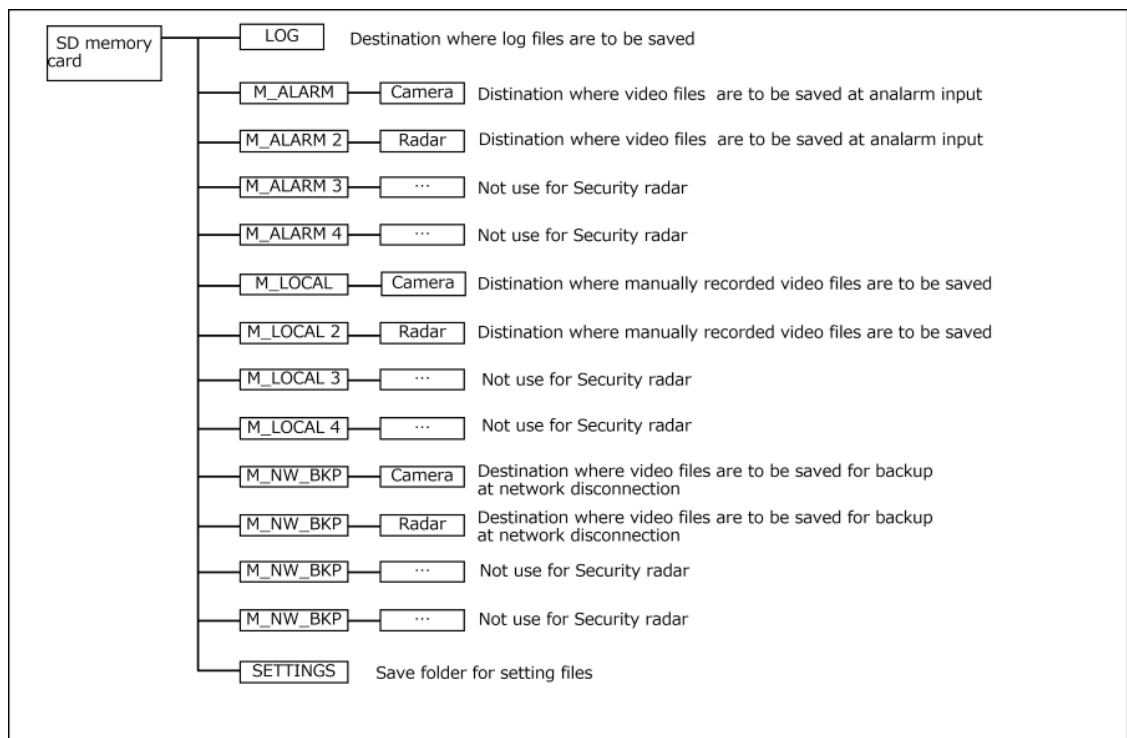 SD memory
card
LOG Destination where log files are to be saved
M_ALARM Camera Distination where video files are to be saved at analarm input
M_ALARM 2 Radar Distination where video files are to be saved at analarm input
M_ALARM 3 … Not use for Security radar
M_ALARM 4 … Not use for Security radar
M_LOCAL Camera Distination where manually recorded video files are to be saved
M_LOCAL 2 Radar Distination where manually recorded video files are to be saved
M_LOCAL 3 … Not use for Security radar
M_LOCAL 4 … Not use for Security radar
M_NW_BKP Camera Destination where video files are to be saved for backup
at network disconnection
M_NW_BKP Radar Destination where video files are to be saved for backup
at network disconnection
M_NW_BKP … Not use for Security radar
M_NW_BKP … Not use for Security radar
SETTINGS Save folder for setting files